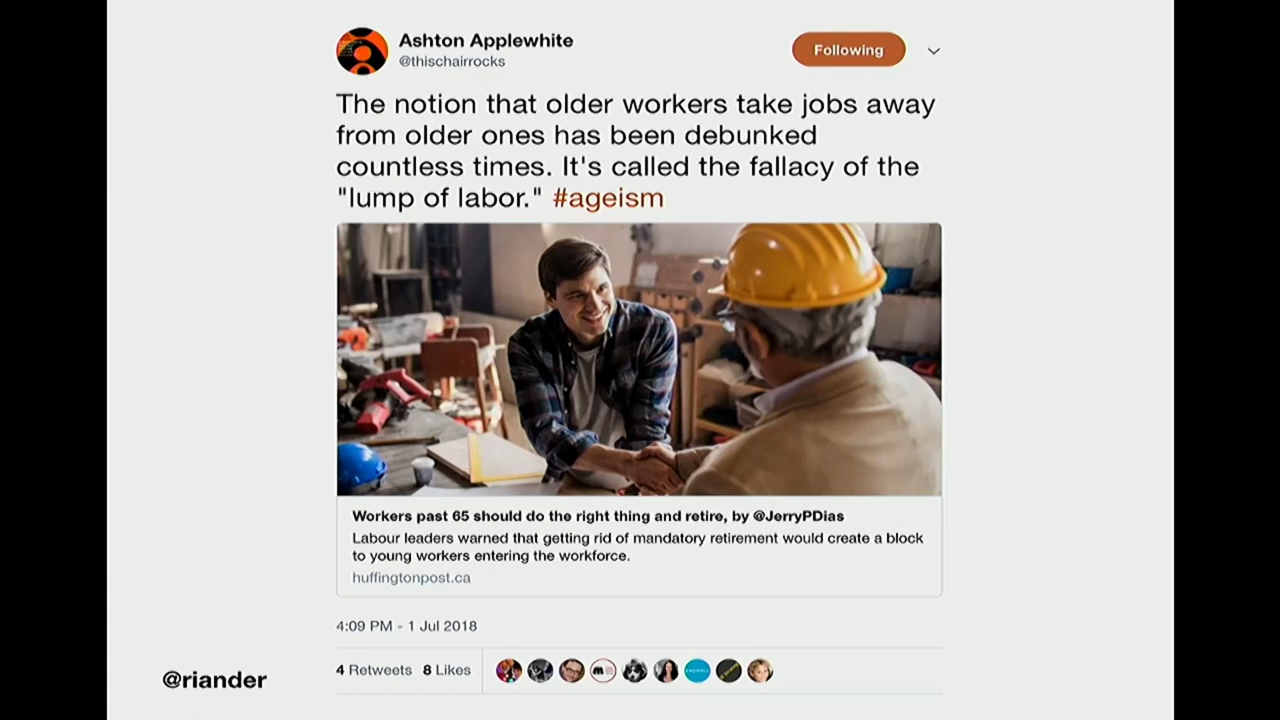 Ashton Applewhite
@thischairrocks
Following
The notion that older workers take jobs away
from older ones has been debunked
countless times. It's called the fallacy of the
"lump of labor." #ageism
Workers past 65 should do the right thing and retire, by @JerryPDias
Labour leaders warned that getting rid of mandatory retirement would create a block
to young workers entering the workforce.
huffingtonpost.ca
4:09 PM - 1 Jul 2018
4 Retweets 8 Likes
@riander